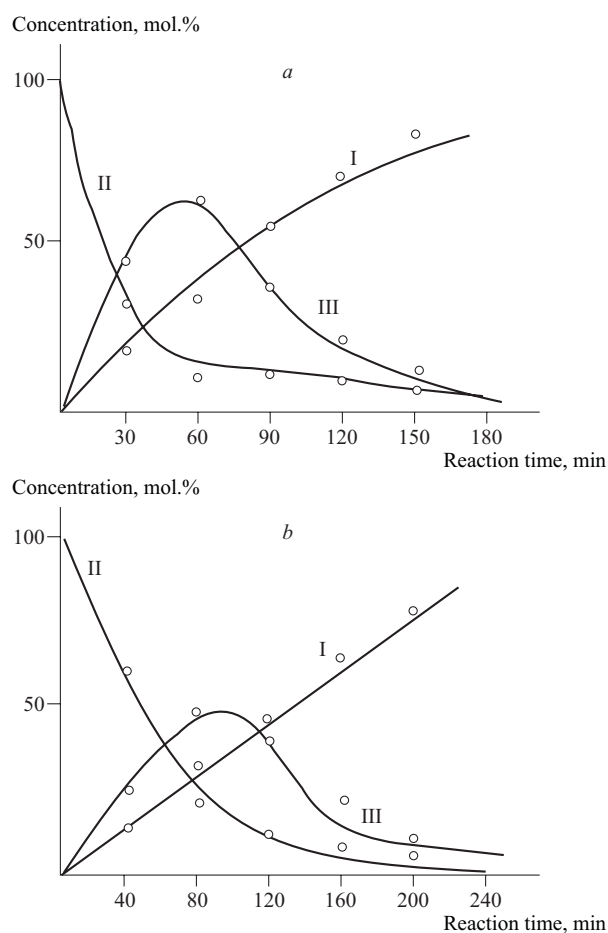 Concentration, mol.%
a
100
I
II
50
III
30 60 90 120 150 180
Reaction time, min
Concentration, mol.%
b
100
II
I
50
III
40 80 120 160 200 240
Reaction time, min